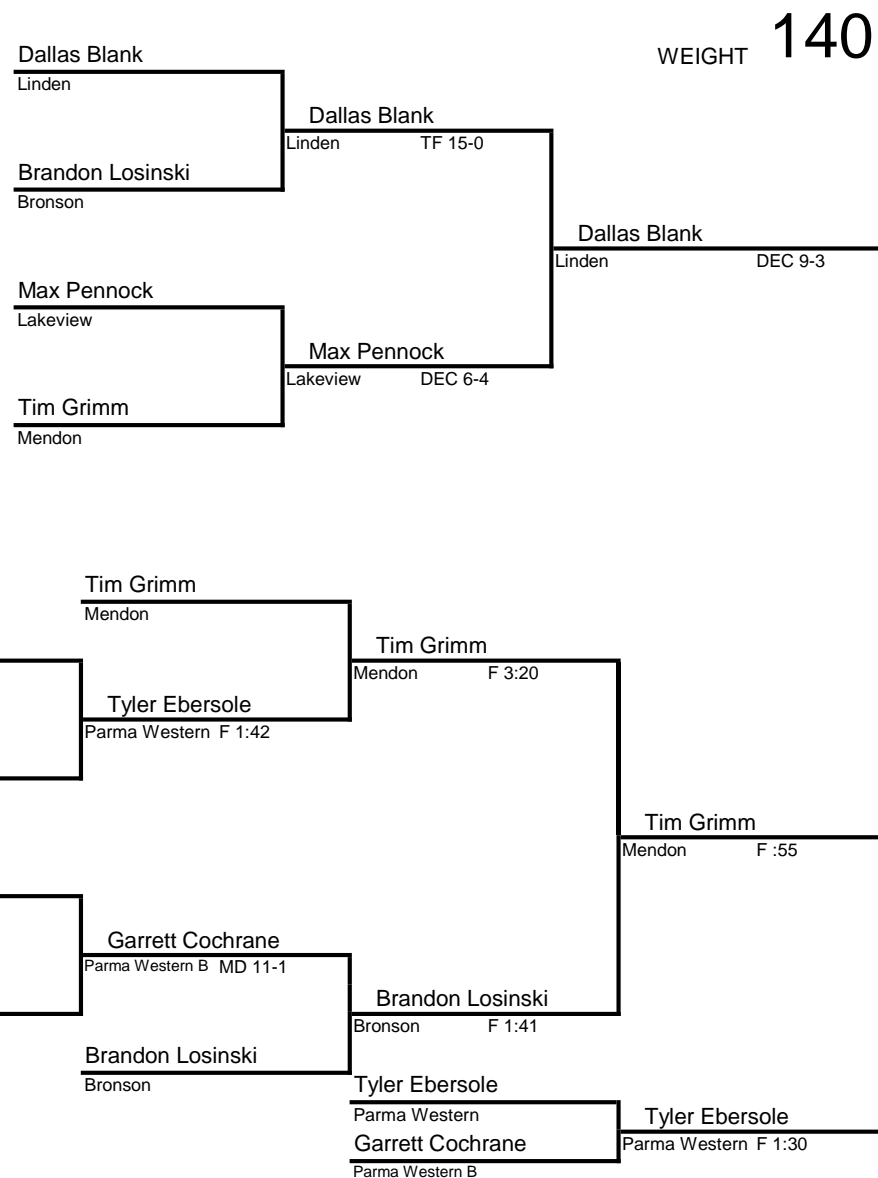 WEIGHT 140
Dallas Blank
Linden
Dallas Blank
Linden TF 15-0
Brandon Losinski
Bronson
Dallas Blank
Linden DEC 9-3
Max Pennock
Lakeview
Max Pennock
Lakeview DEC 6-4
Tim Grimm
Mendon
Tim Grimm
Mendon
Tim Grimm
Mendon F 3:20
Tyler Ebersole
Parma Western F 1:42
Tim Grimm
Mendon F :55
Garrett Cochrane
Parma Western B MD 11-1
Brandon Losinski
Bronson F 1:41
Brandon Losinski
Bronson
Tyler Ebersole
Parma Western
Tyler Ebersole
Parma Western F 1:30
Garrett Cochrane
Parma Western B